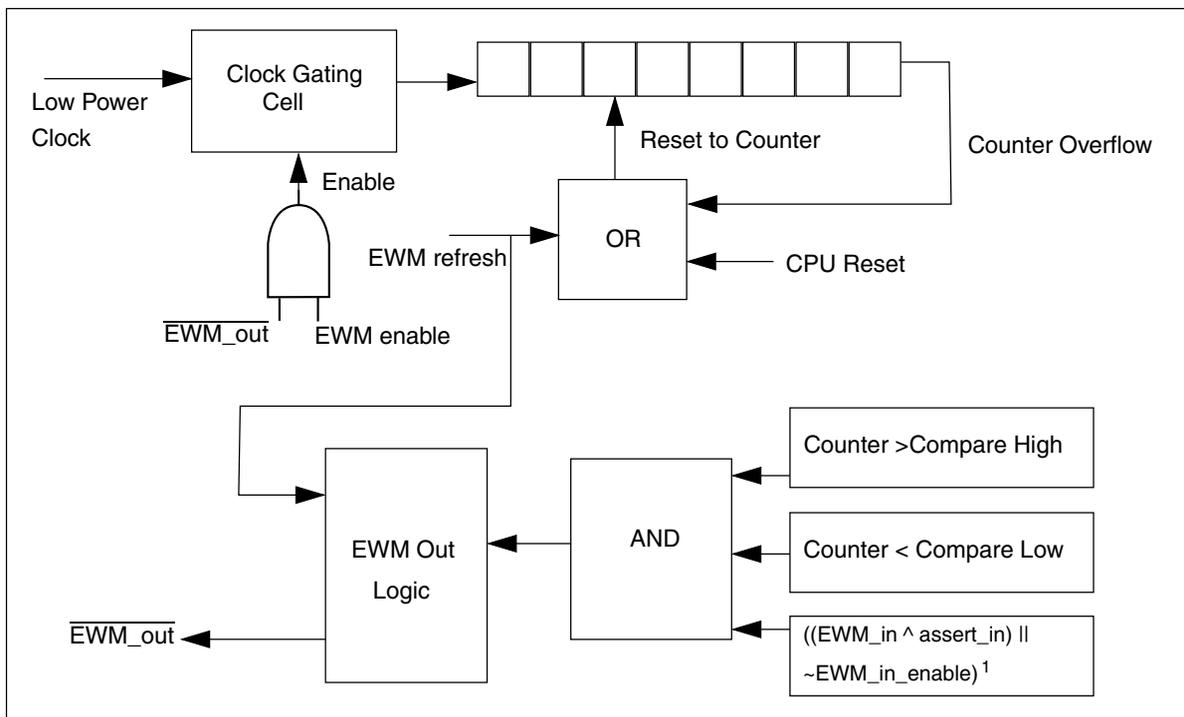 Clock Gating
Cell
Low Power
Clock
Reset to Counter
Counter Overflow
Enable
OR
EWM refresh
CPU Reset
EWM_out
EWM enable
Counter >Compare High
AND
EWM Out
Logic
Counter < Compare Low
EWM_out
((EWM_in ^ assert_in) ||
~EWM_in_enable) 1